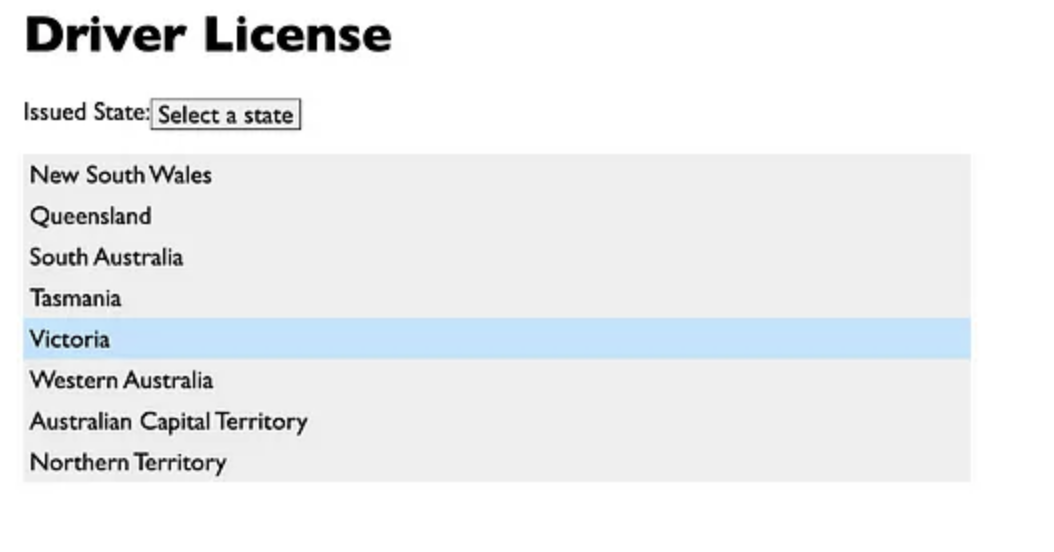 Driver License
Issued State: Select a state
New South Wales
Queensland
South Australia
Tasmania
Victoria
Western Australia
Australian Capital Territory
Northern Territory